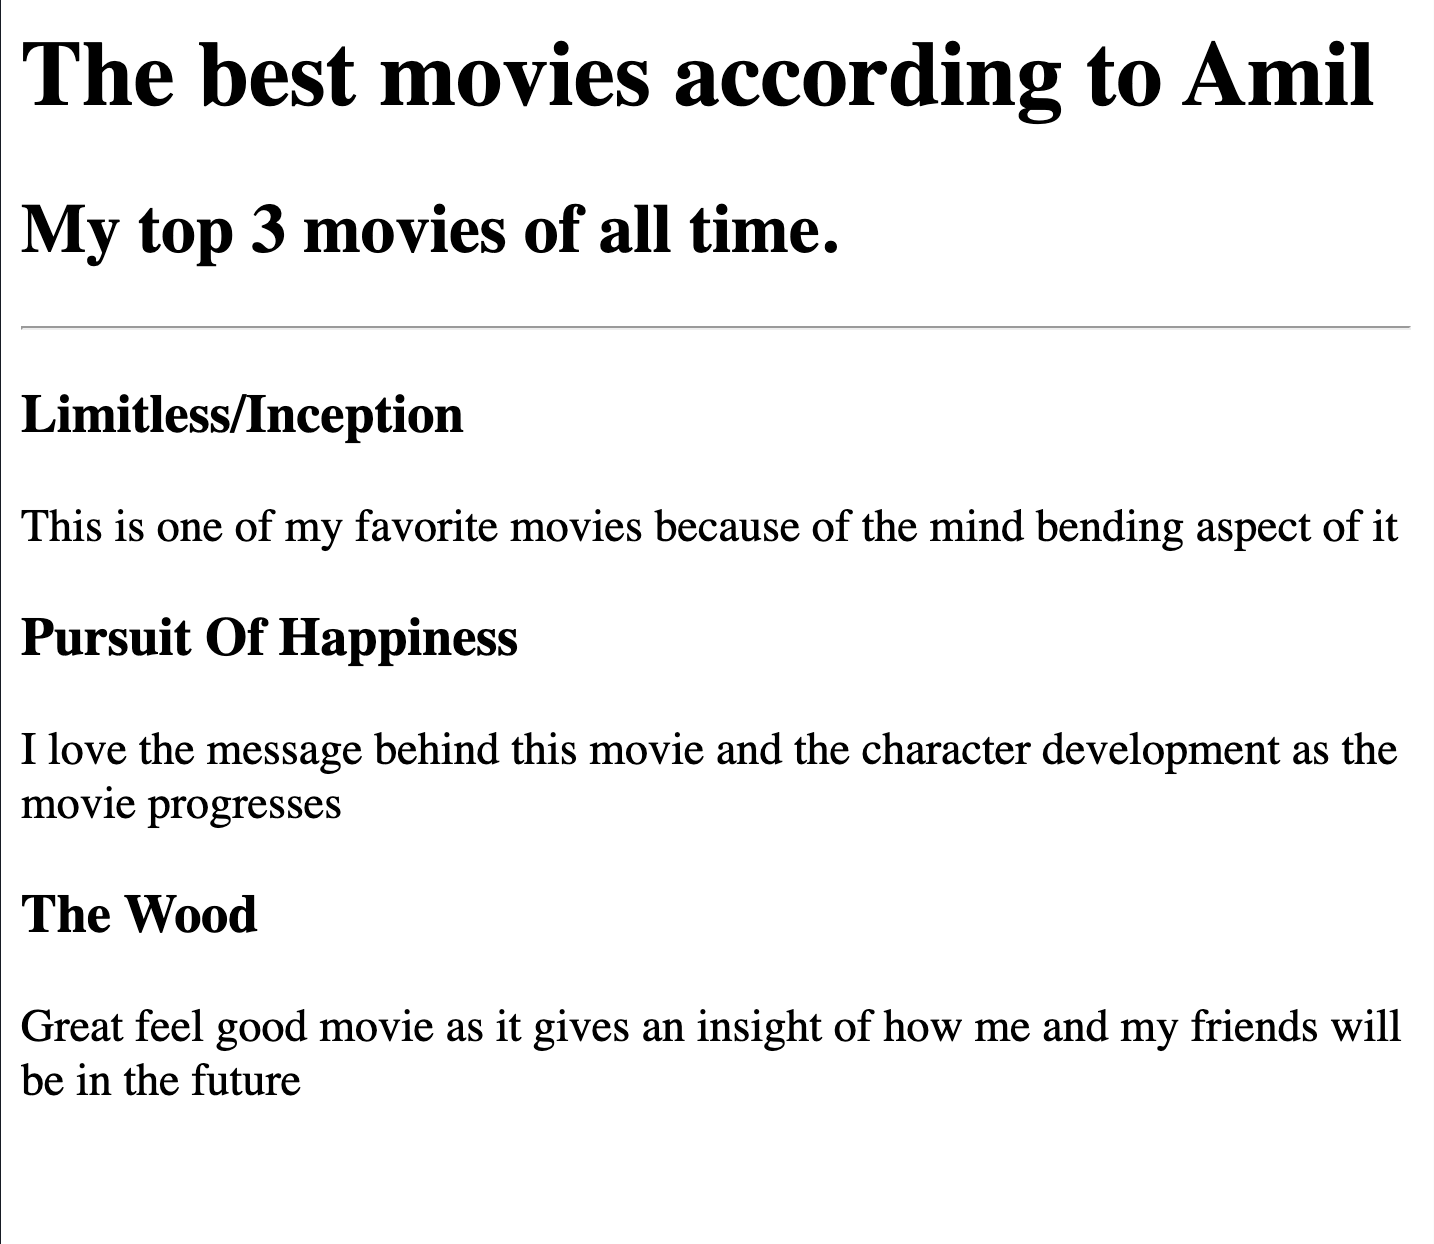 The best movies according to Amil
My top 3 movies of all time.
Limitless/Inception
This is one of my favorite movies because of the mind bending aspect of it
Pursuit Of Happiness
I love the message behind this movie and the character development as the
movie progresses
The Wood
Great feel good movie as it gives an insight of how me and my friends will
be in the future